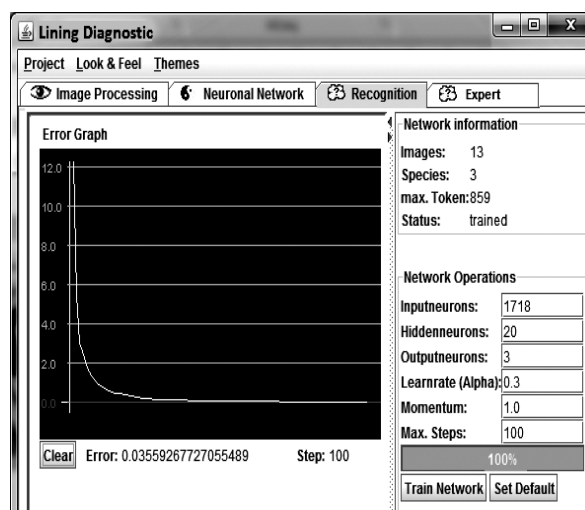 Lining Diagnostic
Project Look & Feel Themes
Image Processing Neuronal Network Recognition Expert
Error Graph
12.0
10.0
8.0
6.0
4.0
2.0
0.0
Clear Error: 0.03559267727055489 Step: 100
Network information
Images: 13
Species: 3
max. Token:859
Status: trained
Network Operations
Inputneurons: 1718
Hiddenneurons: 20
Outputneurons: 3
Learnrate (Alpha): 0.3
Momentum: 1.0
Max. Steps: 100
100%
Train Network Set Default